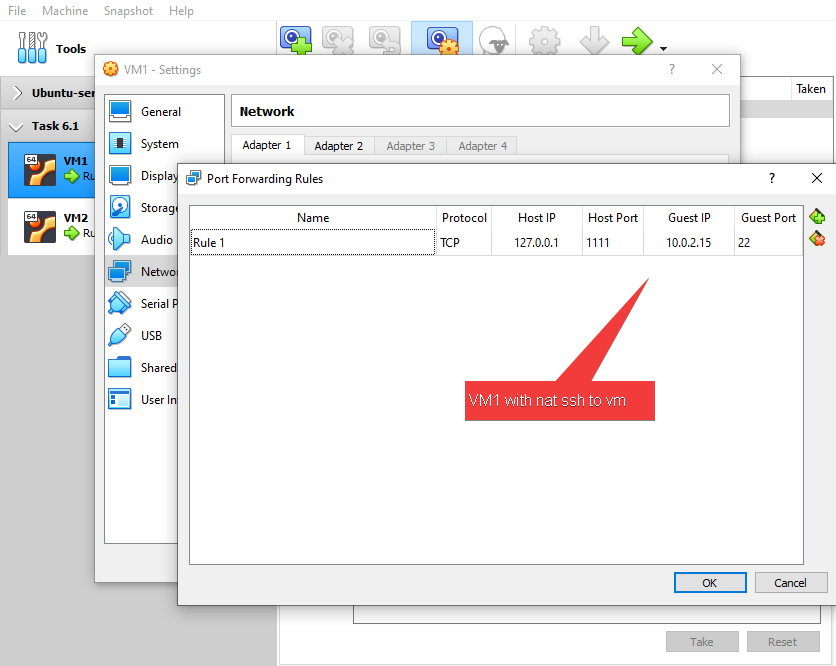 File Machine Snapshot Help
Tools
Taken
Ubuntu-ser
Task 6.1
64 VM1
Ru
64 VM2
Ru
VM1 - Settings ?
General
System
Display
Storage
Audio
Netwo
Serial P
USB
Shared
User In
Network
Adapter 1 Adapter 2 Adapter 3 Adapter 4
Port Forwarding Rules ?
Name Protocol Host IP Host Port Guest IP Guest Port
Rule 1 TCP 127.0.0.1 1111 10.0.2.15 22
VM1 with nat ssh to vm
OK Cancel
Take Reset